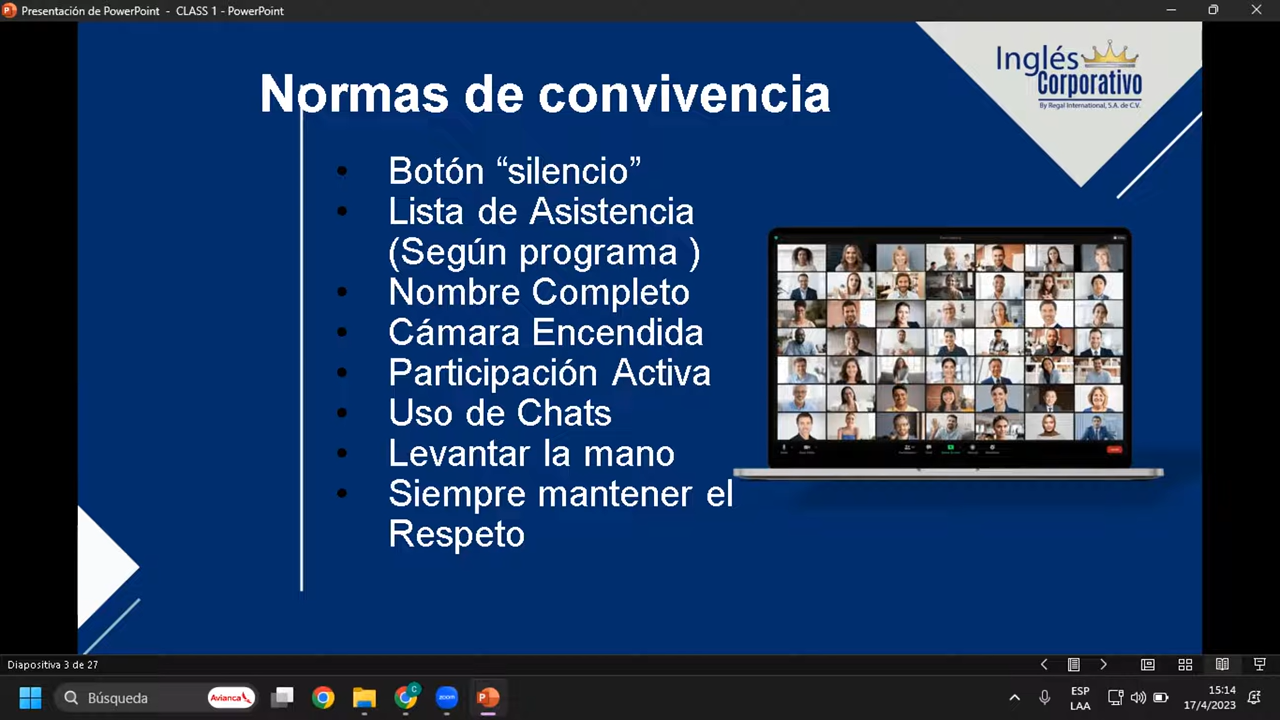 Presentación de PowerPoint - CLASS 1 - PowerPoint
Inglés
Corporativo
By Regal International, S.A. de C.V.
Normas de convivencia
• Botón “silencio”
• Lista de Asistencia
(Según programa )
• Nombre Completo
• Cámara Encendida
• Participación Activa
• Uso de Chats
• Levantar la mano
• Siempre mantener el
Respeto
Diapositiva 3 de 27
Búsqueda
Avianca
zoom
ESP
LAA
15:14
17/4/2023